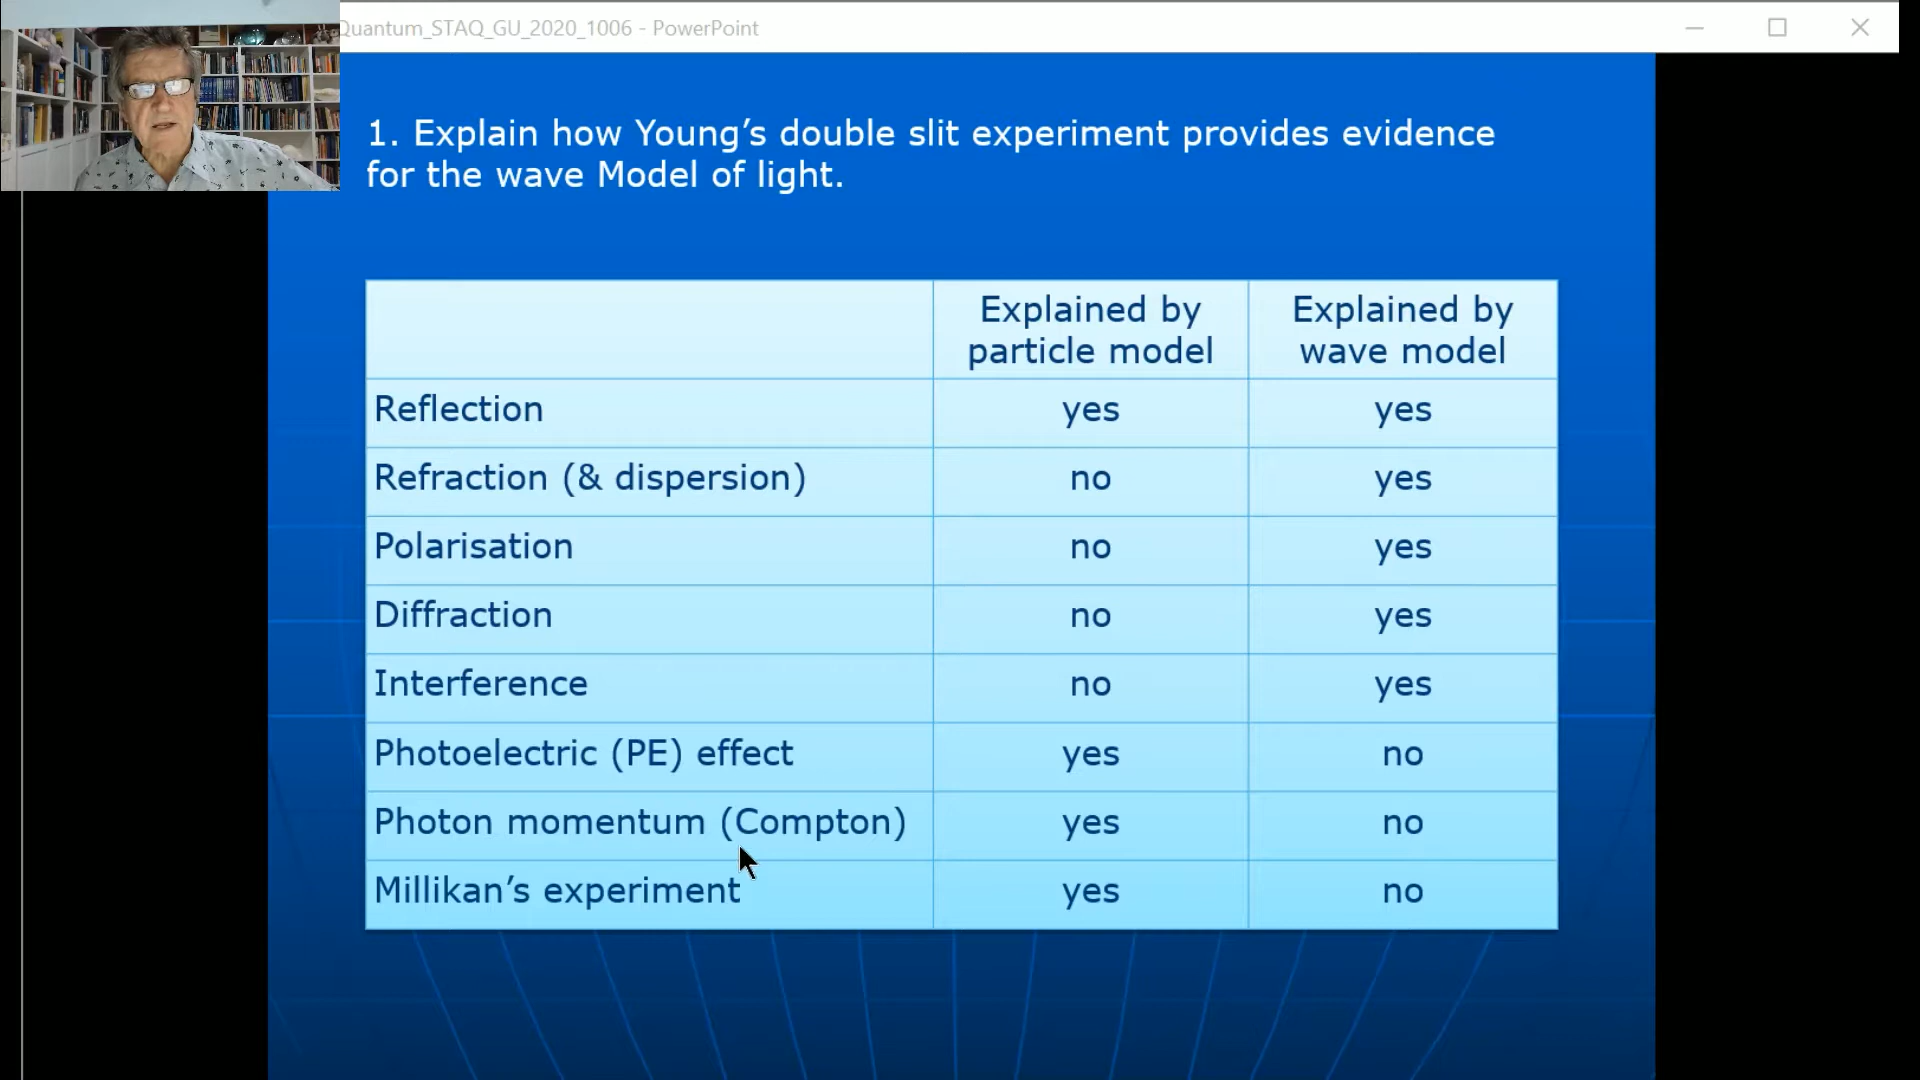 Quantum_STAQ_GU_2020_1006 - PowerPoint
1. Explain how Young’s double slit experiment provides evidence
for the wave Model of light.
Explained by
particle model
Explained by
wave model
Reflection yes yes
Refraction (& dispersion) no yes
Polarisation no yes
Diffraction no yes
Interference no yes
Photoelectric (PE) effect yes no
Photon momentum (Compton) yes no
Millikan’s experiment yes no